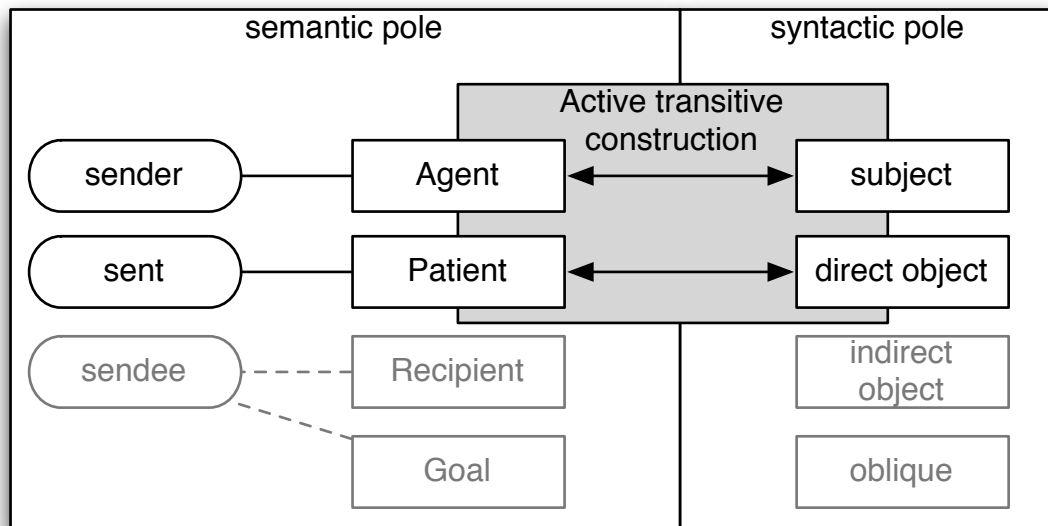 semantic pole
syntactic pole
Active transitive
construction
sender
Agent
subject
sent
Patient
direct object
sendee
Recipient
indirect
object
Goal
oblique